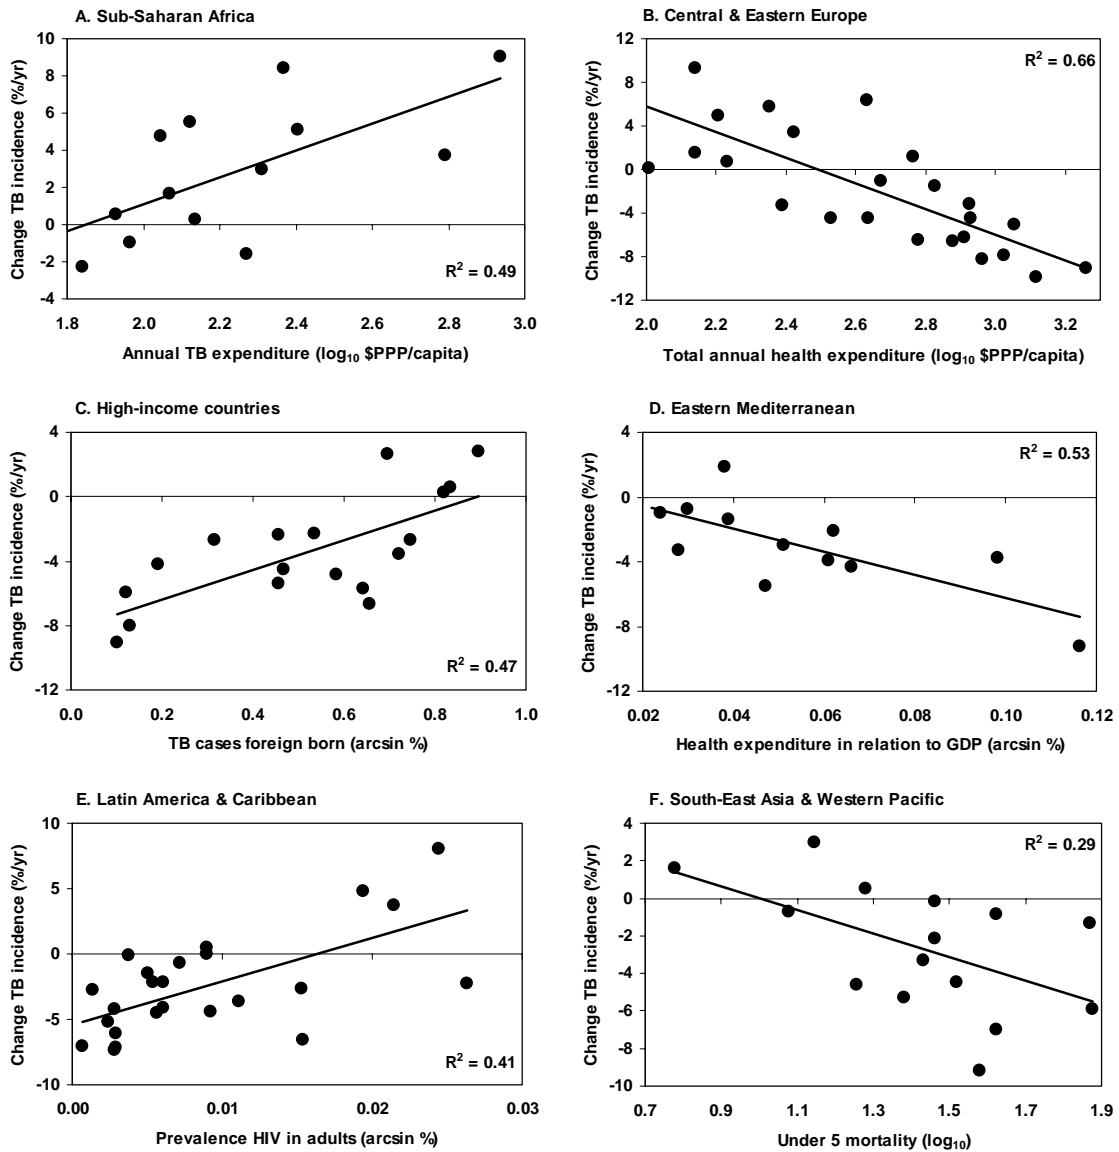 A. Sub-Saharan Africa
Change TB incidence (%/yr)
10
8
6
4
2
0
-2
-4
R² = 0.49
1.8 2.0 2.2 2.4 2.6 2.8 3.0
Annual TB expenditure (log₁₀ $PPP/capita)
B. Central & Eastern Europe
Change TB incidence (%/yr)
12
8
4
0
-4
-8
-12
R² = 0.66
2.0 2.2 2.4 2.6 2.8 3.0 3.2
Total annual health expenditure (log₁₀ $PPP/capita)
C. High-income countries
Change TB incidence (%/yr)
4
0
-4
-8
-12
R² = 0.47
0.0 0.2 0.4 0.6 0.8 1.0
TB cases foreign born (arcsin %)
D. Eastern Mediterranean
Change TB incidence (%/yr)
4
0
-4
-8
-12
R² = 0.53
0.02 0.04 0.06 0.08 0.10 0.12
Health expenditure in relation to GDP (arcsin %)
E. Latin America & Caribbean
Change TB incidence (%/yr)
10
5
0
-5
-10
R² = 0.41
0.00 0.01 0.02 0.03
Prevalence HIV in adults (arcsin %)
F. South-East Asia & Western Pacific
Change TB incidence (%/yr)
4
2
0
-2
-4
-6
-8
-10
R² = 0.29
0.7 0.9 1.1 1.3 1.5 1.7 1.9
Under 5 mortality (log₁₀)